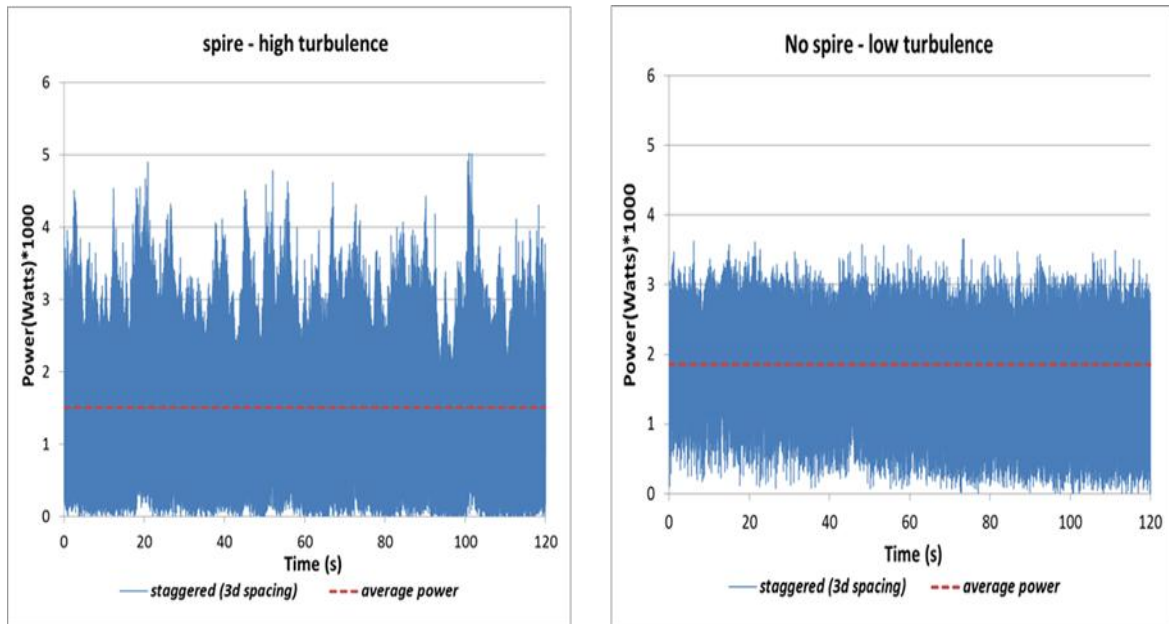 spire - high turbulence
Power(Watts)*1000
6
5
4
3
2
1
0
0 20 40 60 80 100 120
Time (s)
staggered (3d spacing) average power
No spire - low turbulence
Power(Watts)*1000
6
5
4
3
2
1
0
0 20 40 60 80 100 120
Time (s)
staggered (3d spacing) average power